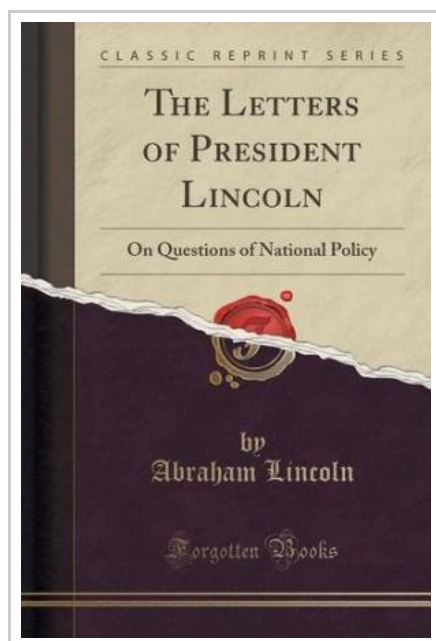 CLASSIC REPRINT SERIES
THE LETTERS
OF PRESIDENT
LINCOLN
On Questions of National Policy
by
Abraham Lincoln
Forgotten Books